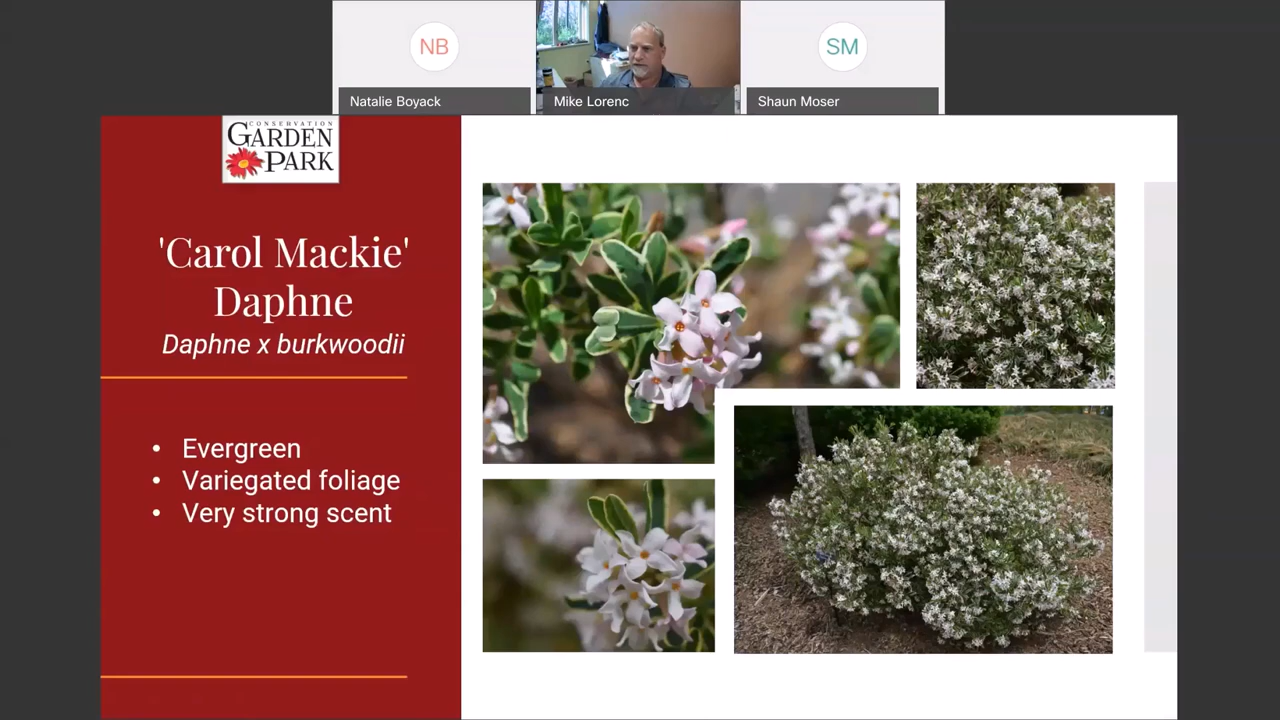 NB
SM
Natalie Boyack
Mike Lorenc
Shaun Moser
CONSERVATION
GARDEN
PARK
'Carol Mackie'
Daphne
Daphne x burkwoodii
• Evergreen
• Variegated foliage
• Very strong scent